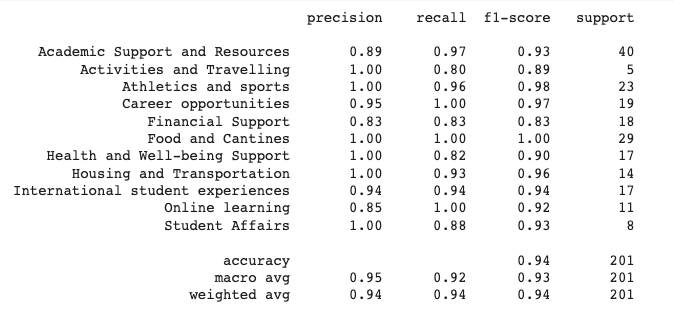 precision recall f1-score support
Academic Support and Resources 0.89 0.97 0.93 40
Activities and Travelling 1.00 0.80 0.89 5
Athletics and sports 1.00 0.96 0.98 23
Career opportunities 0.95 1.00 0.97 19
Financial Support 0.83 0.83 0.83 18
Food and Cantines 1.00 1.00 1.00 29
Health and Well-being Support 1.00 0.82 0.90 17
Housing and Transportation 1.00 0.93 0.96 14
International student experiences 0.94 0.94 0.94 17
Online learning 0.85 1.00 0.92 11
Student Affairs 1.00 0.88 0.93 8
accuracy 0.94 201
macro avg 0.95 0.92 0.93 201
weighted avg 0.94 0.94 0.94 201